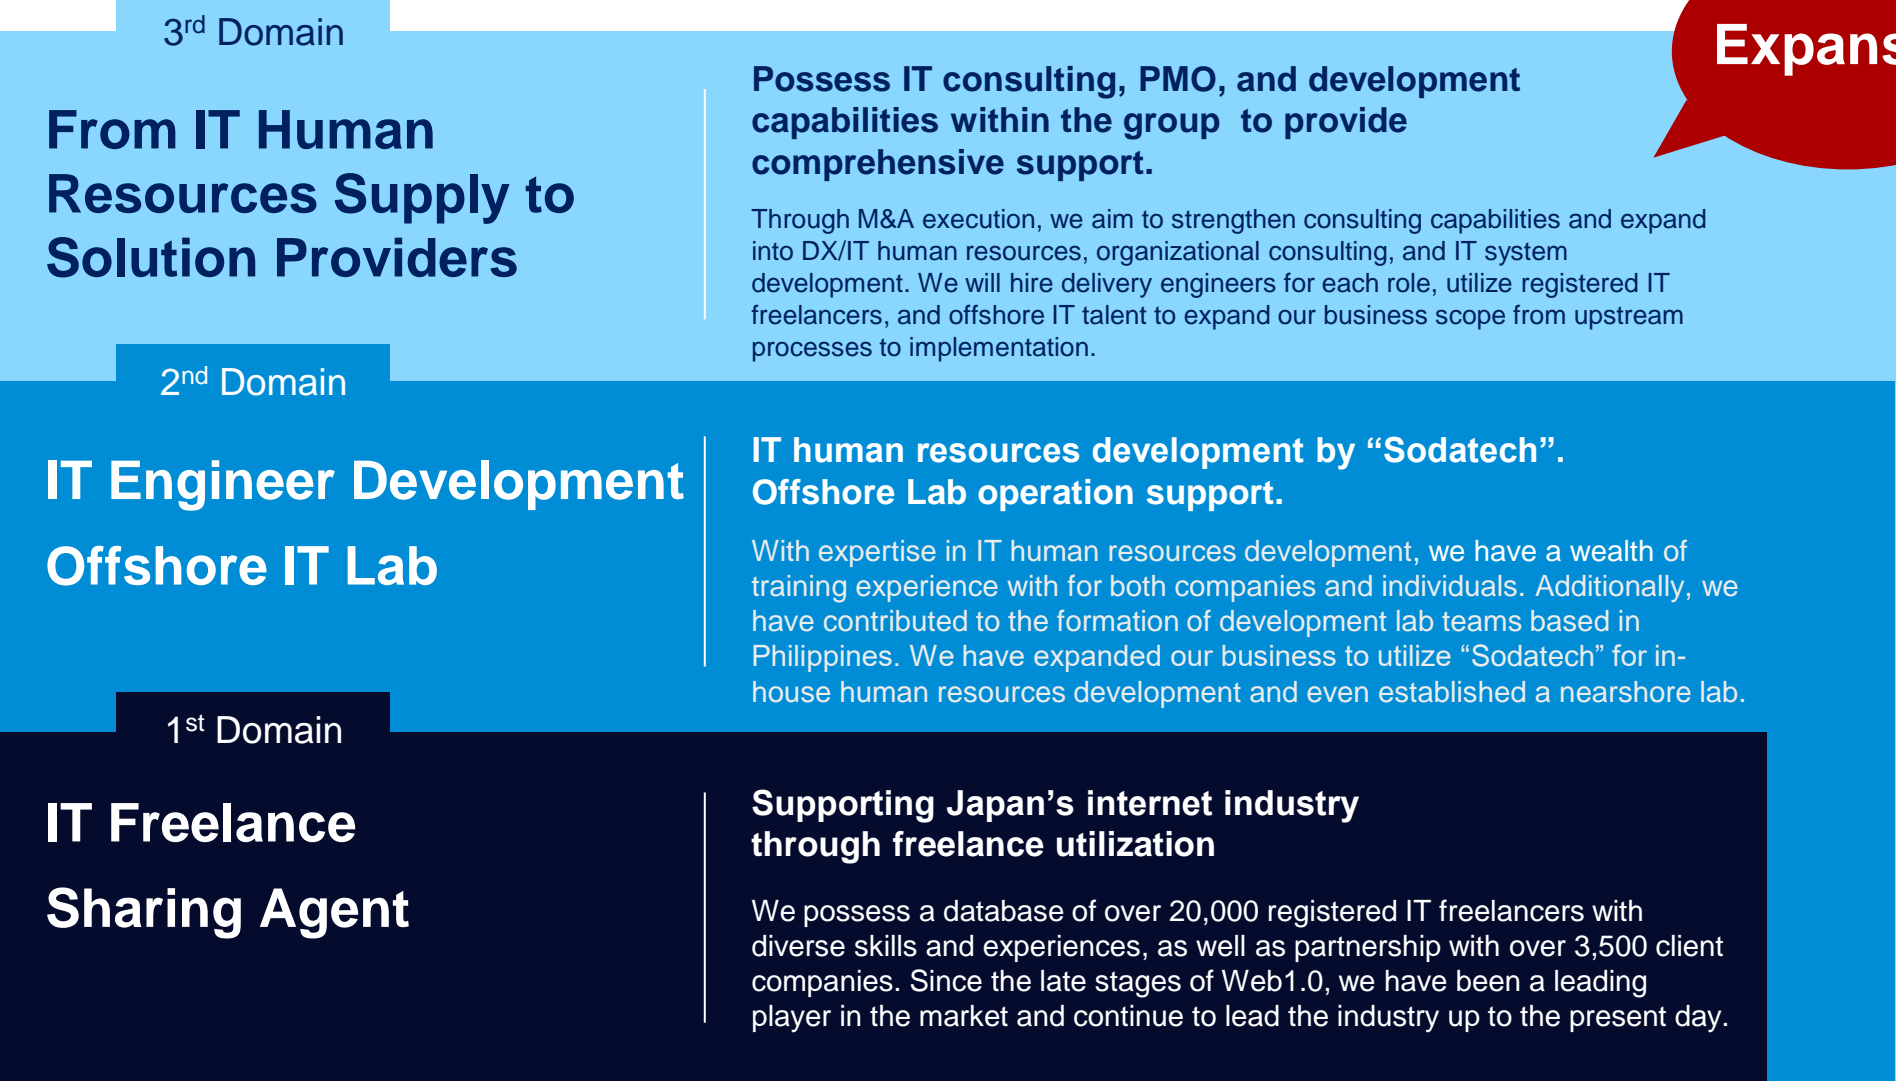 3rd Domain
Expans
From IT Human
Resources Supply to
Solution Providers
Possess IT consulting, PMO, and development
capabilities within the group to provide
comprehensive support.
Through M&A execution, we aim to strengthen consulting capabilities and expand
into DX/IT human resources, organizational consulting, and IT system
development. We will hire delivery engineers for each role, utilize registered IT
freelancers, and offshore IT talent to expand our business scope from upstream
processes to implementation.
2nd Domain
IT Engineer Development
Offshore IT Lab
IT human resources development by “Sodatech”.
Offshore Lab operation support.
With expertise in IT human resources development, we have a wealth of
training experience with for both companies and individuals. Additionally, we
have contributed to the formation of development lab teams based in
Philippines. We have expanded our business to utilize “Sodatech” for in-
house human resources development and even established a nearshore lab.
1st Domain
IT Freelance
Sharing Agent
Supporting Japan’s internet industry
through freelance utilization
We possess a database of over 20,000 registered IT freelancers with
diverse skills and experiences, as well as partnership with over 3,500 client
companies. Since the late stages of Web1.0, we have been a leading
player in the market and continue to lead the industry up to the present day.